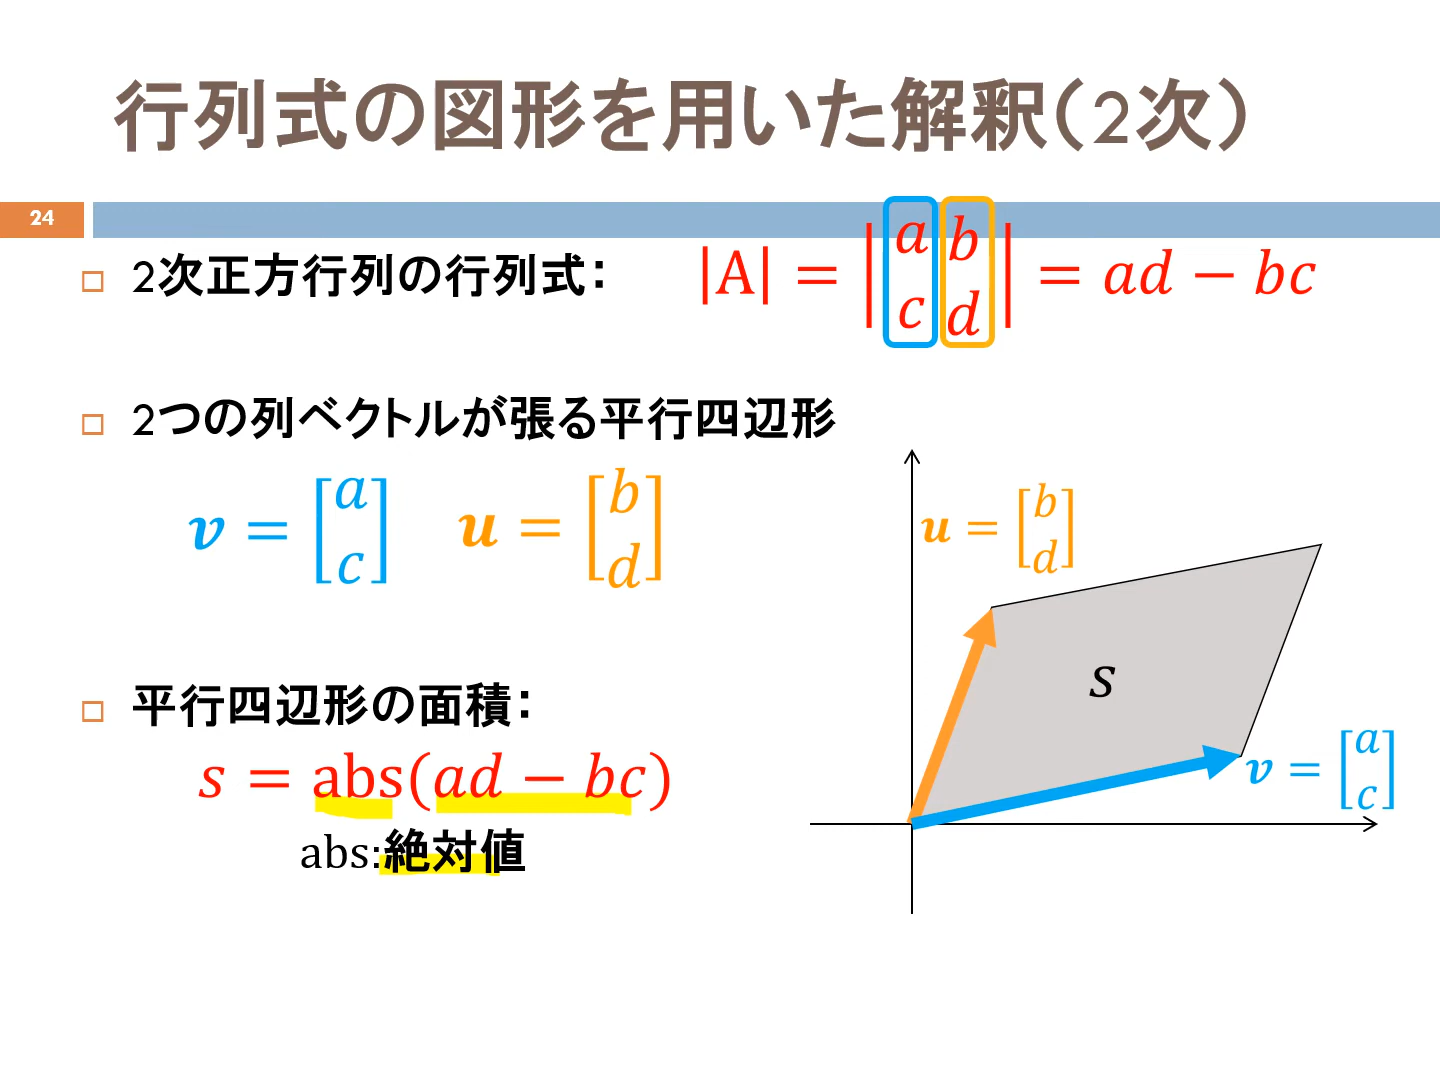 行列式の図形を用いた解釈（2次）
24
2次正方行列の行列式： |A| = |a b c d| = ad − bc
2つの列ベクトルが張る平行四辺形
v = [a c] u = [b d]
u = [b d]
s
v = [a c]
平行四辺形の面積：
s = abs(ad − bc)
abs:絶対値